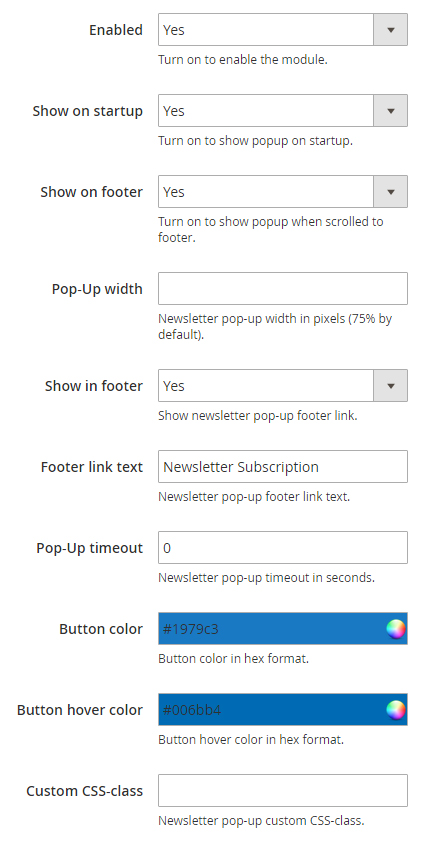 Enabled Yes
Turn on to enable the module.
Show on startup Yes
Turn on to show popup on startup.
Show on footer Yes
Turn on to show popup when scrolled to
footer.
Pop-Up width
Newsletter pop-up width in pixels (75% by
default).
Show in footer Yes
Show newsletter pop-up footer link.
Footer link text Newsletter Subscription
Newsletter pop-up footer link text.
Pop-Up timeout 0
Newsletter pop-up timeout in seconds.
Button color #1979c3
Button color in hex format.
Button hover color #006bb4
Button hover color in hex format.
Custom CSS-class
Newsletter pop-up custom CSS-class.